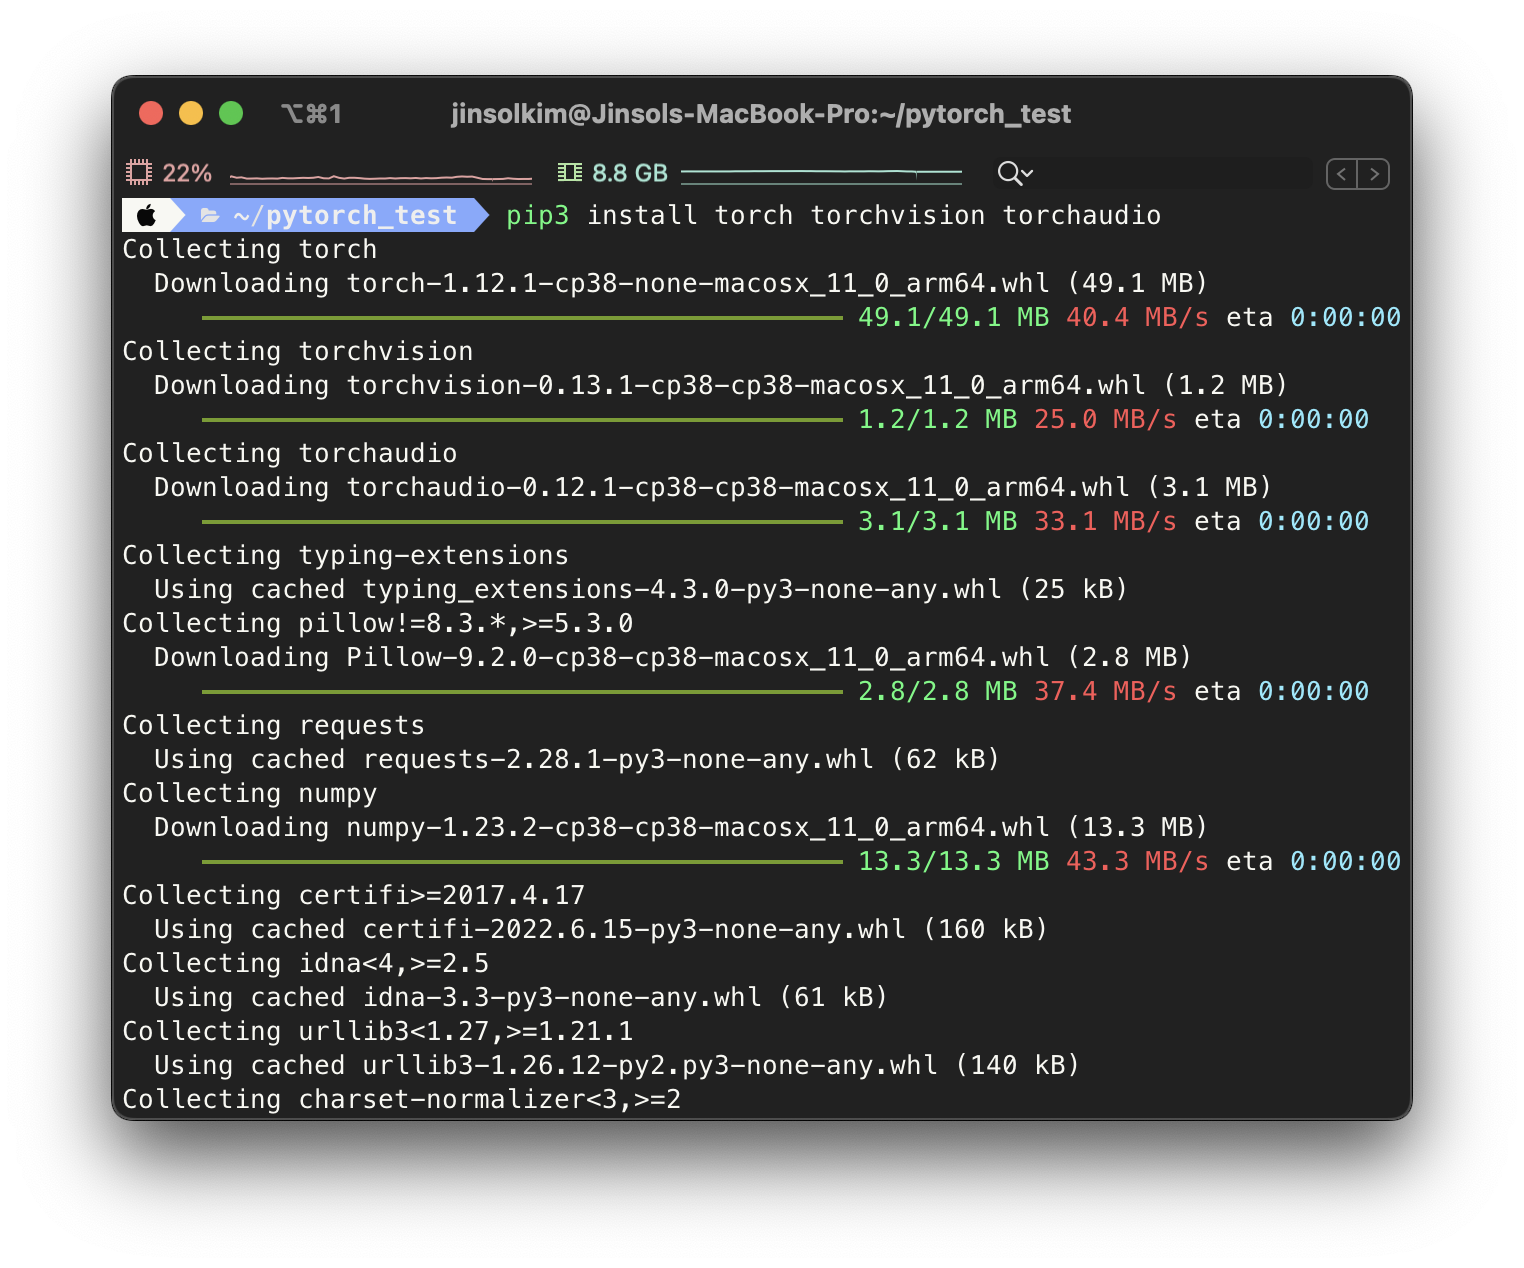 ⌥⌘1 jinsolkim@Jinsols-MacBook-Pro:~/pytorch_test
22% 8.8 GB
~/pytorch_test pip3 install torch torchvision torchaudio
Collecting torch
  Downloading torch-1.12.1-cp38-none-macosx_11_0_arm64.whl (49.1 MB)
49.1/49.1 MB 40.4 MB/s eta 0:00:00
Collecting torchvision
  Downloading torchvision-0.13.1-cp38-cp38-macosx_11_0_arm64.whl (1.2 MB)
1.2/1.2 MB 25.0 MB/s eta 0:00:00
Collecting torchaudio
  Downloading torchaudio-0.12.1-cp38-cp38-macosx_11_0_arm64.whl (3.1 MB)
3.1/3.1 MB 33.1 MB/s eta 0:00:00
Collecting typing-extensions
  Using cached typing_extensions-4.3.0-py3-none-any.whl (25 kB)
Collecting pillow!=8.3.*,>=5.3.0
  Downloading Pillow-9.2.0-cp38-cp38-macosx_11_0_arm64.whl (2.8 MB)
2.8/2.8 MB 37.4 MB/s eta 0:00:00
Collecting requests
  Using cached requests-2.28.1-py3-none-any.whl (62 kB)
Collecting numpy
  Downloading numpy-1.23.2-cp38-cp38-macosx_11_0_arm64.whl (13.3 MB)
13.3/13.3 MB 43.3 MB/s eta 0:00:00
Collecting certifi>=2017.4.17
  Using cached certifi-2022.6.15-py3-none-any.whl (160 kB)
Collecting idna<4,>=2.5
  Using cached idna-3.3-py3-none-any.whl (61 kB)
Collecting urllib3<1.27,>=1.21.1
  Using cached urllib3-1.26.12-py2.py3-none-any.whl (140 kB)
Collecting charset-normalizer<3,>=2